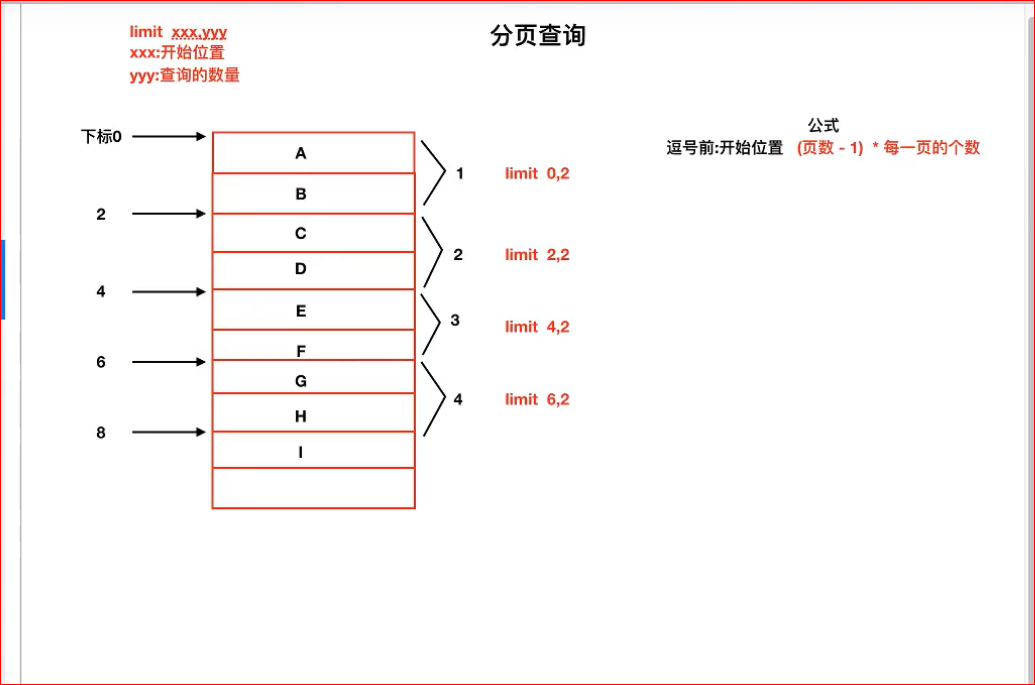 limit xxx,yyy
xxx:开始位置
yyy:查询的数量
分页查询
公式
逗号前:开始位置 (页数 - 1) * 每一页的个数
下标0
A
1 limit 0,2
B
2
C
2 limit 2,2
D
4
E
3 limit 4,2
F
6
G
4 limit 6,2
H
8
I